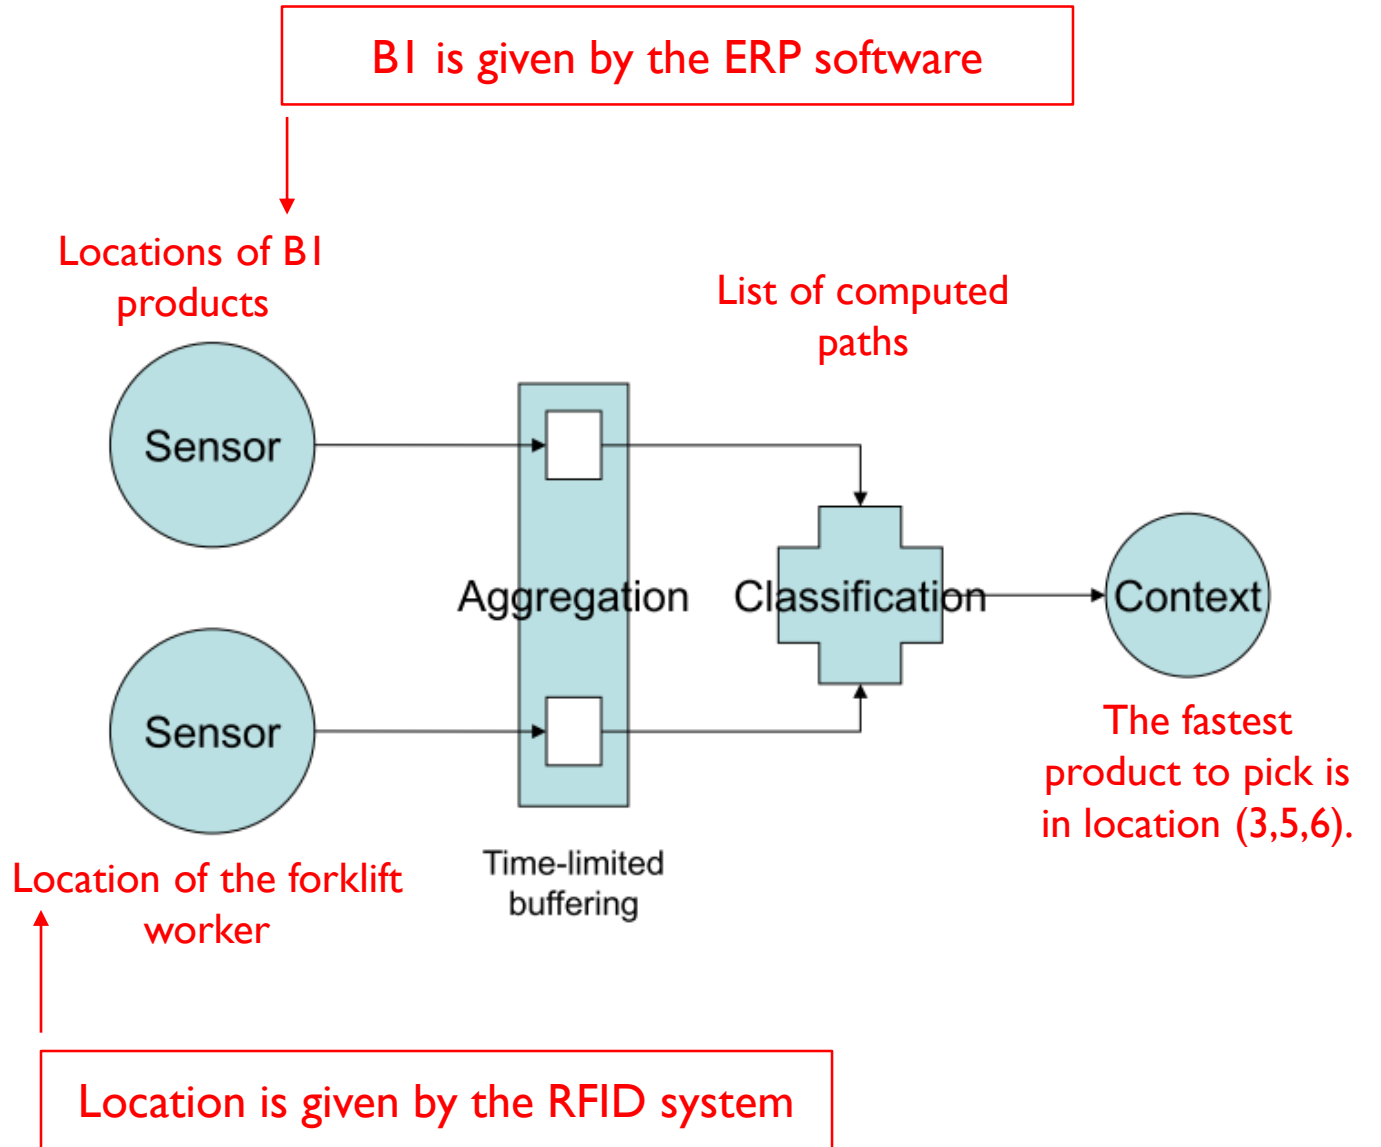 B1 is given by the ERP software
Locations of B1
products
List of computed
paths
Sensor
Aggregation
Classification
Context
Sensor
The fastest
product to pick is
in location (3,5,6).
Time-limited
buffering
Location of the forklift
worker
Location is given by the RFID system